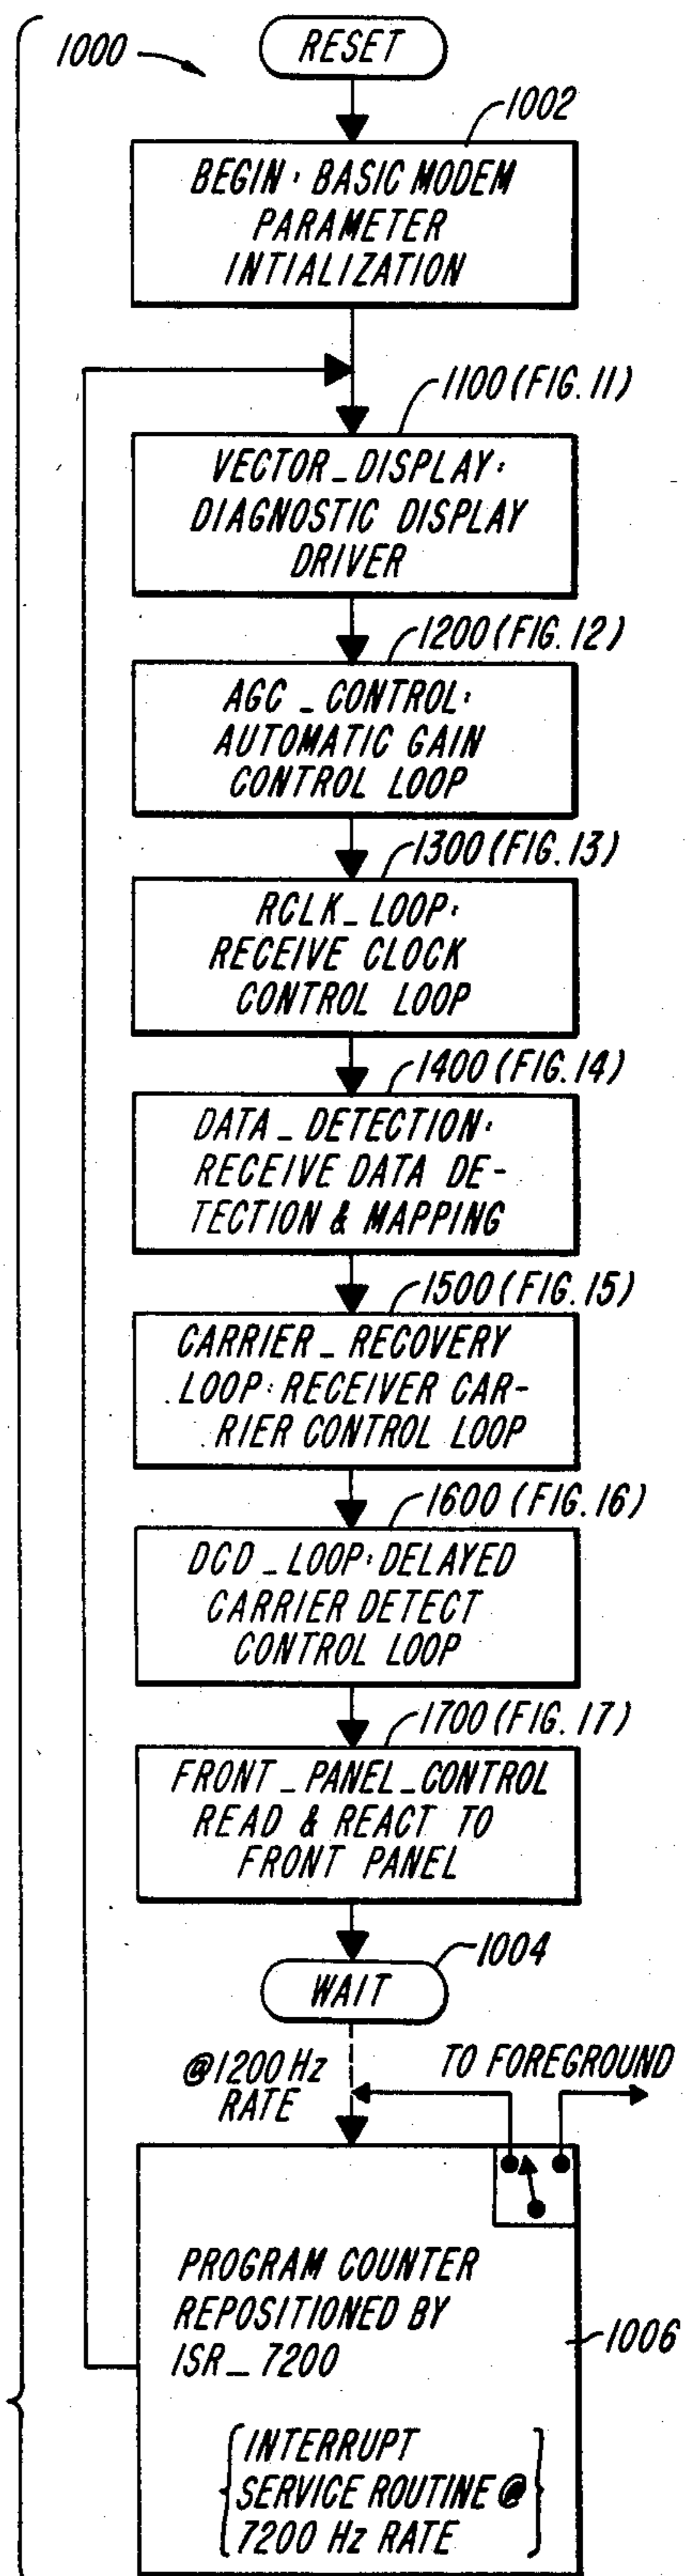 1000
RESET
1002
BEGIN: BASIC MODEM
PARAMETER
INTIALIZATION
1100 (FIG. 11)
VECTOR_DISPLAY:
DIAGNOSTIC DISPLAY
DRIVER
1200 (FIG. 12)
AGC_CONTROL:
AUTOMATIC GAIN
CONTROL LOOP
1300 (FIG. 13)
RCLK_LOOP:
RECEIVE CLOCK
CONTROL LOOP
1400 (FIG. 14)
DATA_DETECTION:
RECEIVE DATA DE-
TECTION & MAPPING
1500 (FIG. 15)
CARRIER_RECOVERY
LOOP: RECEIVER CAR-
RIER CONTROL LOOP
1600 (FIG. 16)
DCD_LOOP: DELAYED
CARRIER DETECT
CONTROL LOOP
1700 (FIG. 17)
FRONT_PANEL_CONTROL
READ & REACT TO
FRONT PANEL
1004
WAIT
@1200 Hz
RATE
TO FOREGROUND
PROGRAM COUNTER
REPOSITIONED BY
ISR_7200
1006
INTERRUPT
SERVICE ROUTINE @
7200 Hz RATE